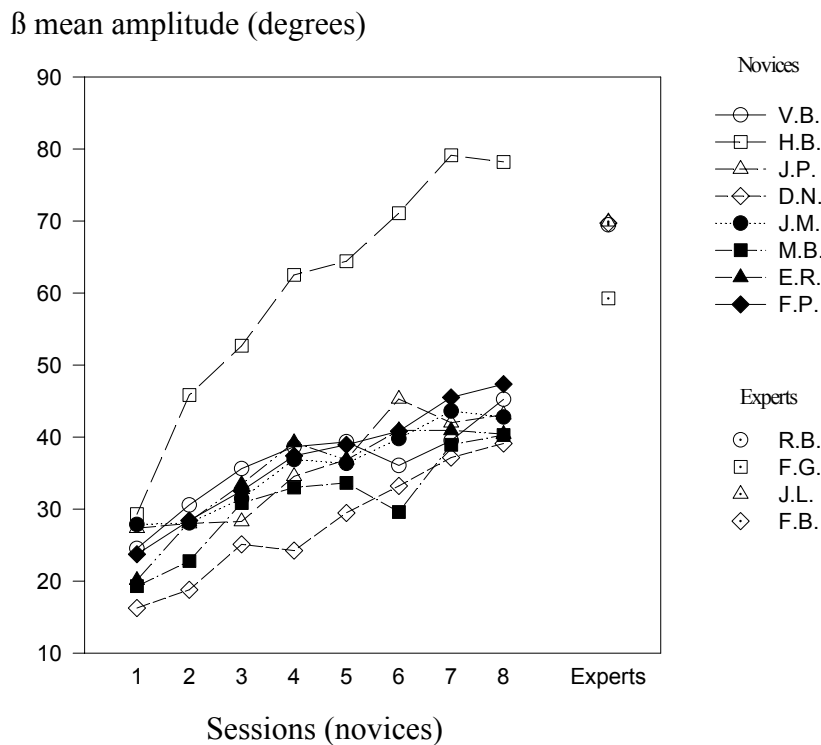 ß mean amplitude (degrees)
90
80
70
60
50
40
30
20
10
1 2 3 4 5 6 7 8 Experts
Sessions (novices)
Novices
V.B.
H.B.
J.P.
D.N.
J.M.
M.B.
E.R.
F.P.
Experts
R.B.
F.G.
J.L.
F.B.